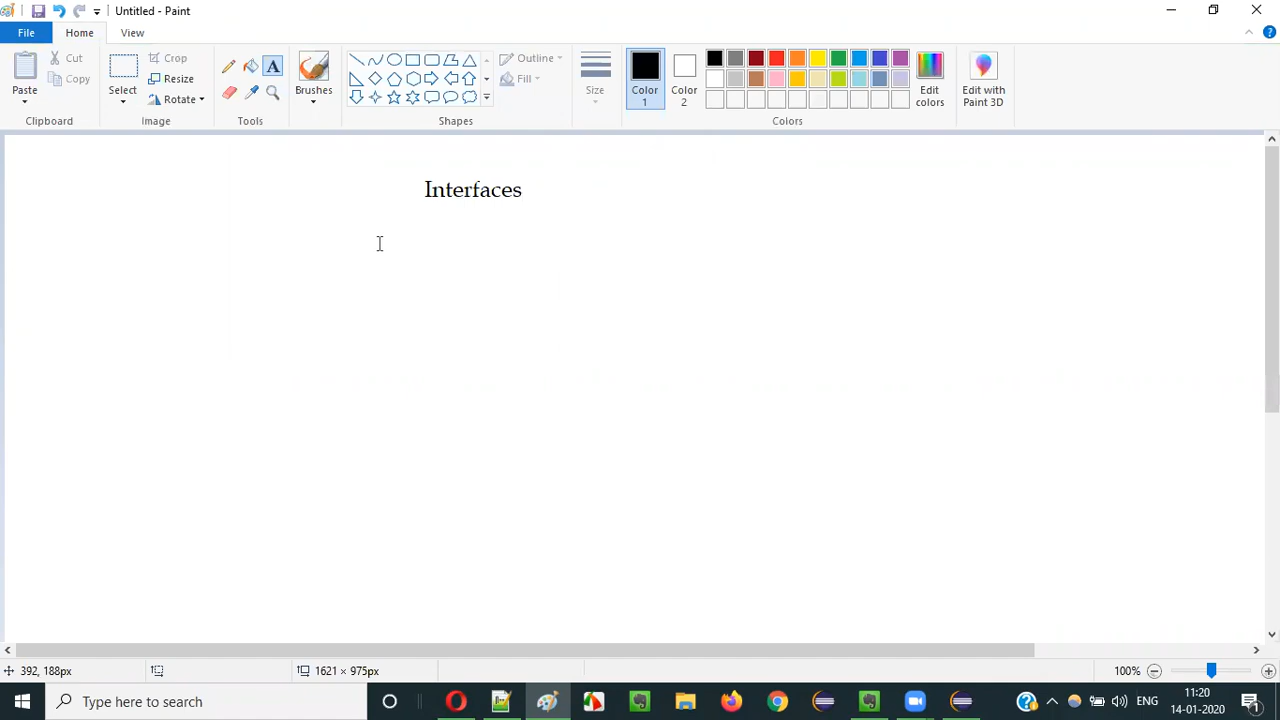 Untitled - Paint
File
Home
View
Paste
Cut
Copy
Clipboard
Select
Crop
Resize
Rotate
Image
A
Tools
Brushes
Shapes
Outline
Fill
Size
Color 1
Color 2
Edit colors
Edit with Paint 3D
Colors
Interfaces
392, 188px
1621 × 975px
100%
Type here to search
ENG
11:20
14-01-2020
1